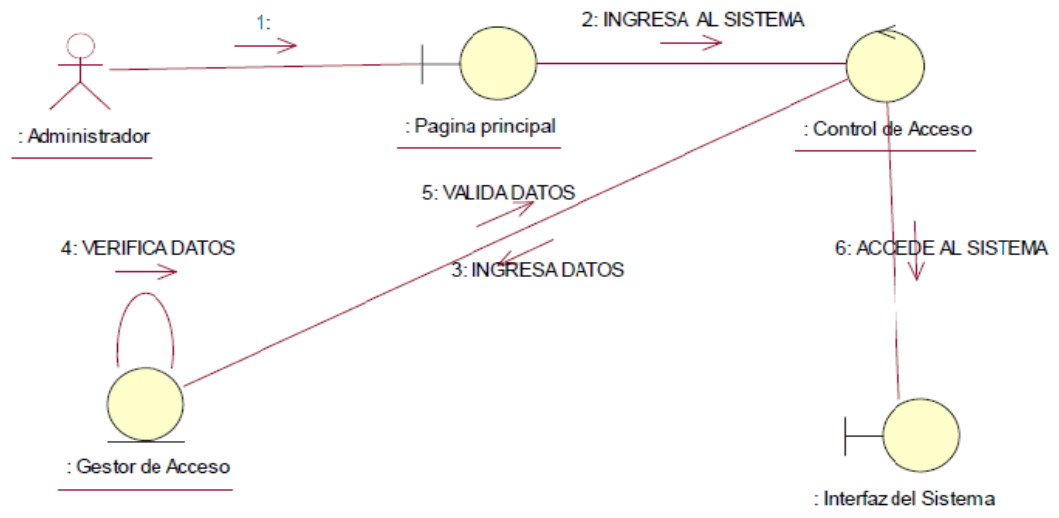 1:
2: INGRESA AL SISTEMA
: Administrador
: Pagina principal
: Control de Acceso
5: VALIDA DATOS
4: VERIFICA DATOS
3: INGRESA DATOS
6: ACCEDE AL SISTEMA
: Gestor de Acceso
: Interfaz del Sistema